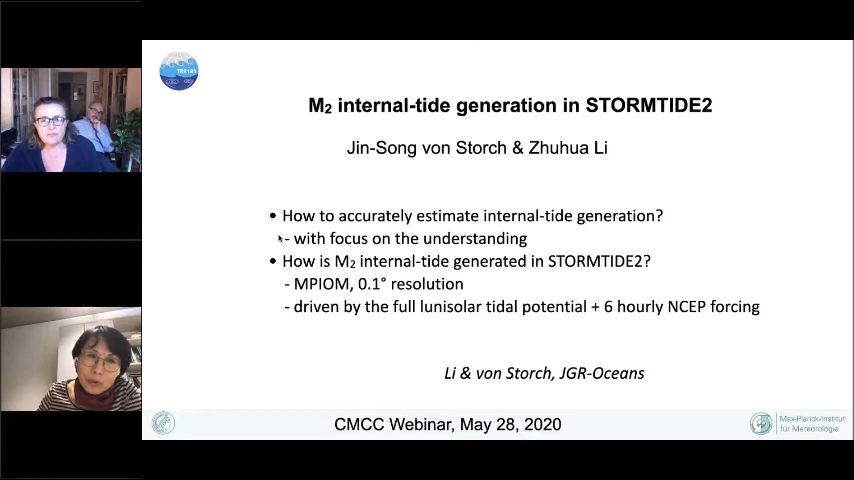 TRR 181
M₂ internal-tide generation in STORMTIDE2
Jin-Song von Storch & Zhuhua Li
• How to accurately estimate internal-tide generation?
- with focus on the understanding
• How is M₂ internal-tide generated in STORMTIDE2?
- MPIOM, 0.1° resolution
- driven by the full lunisolar tidal potential + 6 hourly NCEP forcing
Li & von Storch, JGR-Oceans
CMCC Webinar, May 28, 2020
Max-Planck-Institut
für Meteorologie